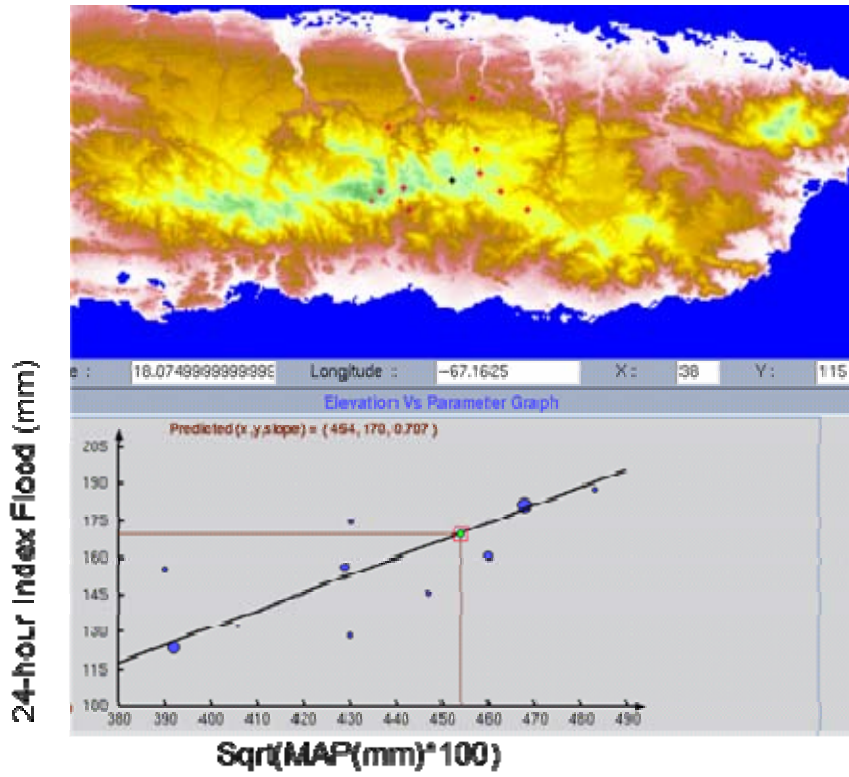 e : 18.0749999999999 Longitude : -67.1625 X : 38 Y : 115
Elevation Vs Parameter Graph
Predicted (x ,y,slope) = ( 454, 170, 0.707 )
24-hour Index Flood (mm)
205
190
175
160
145
130
115
100
380 390 400 410 420 430 440 450 460 470 480 490
Sqrt(MAP(mm)*100)